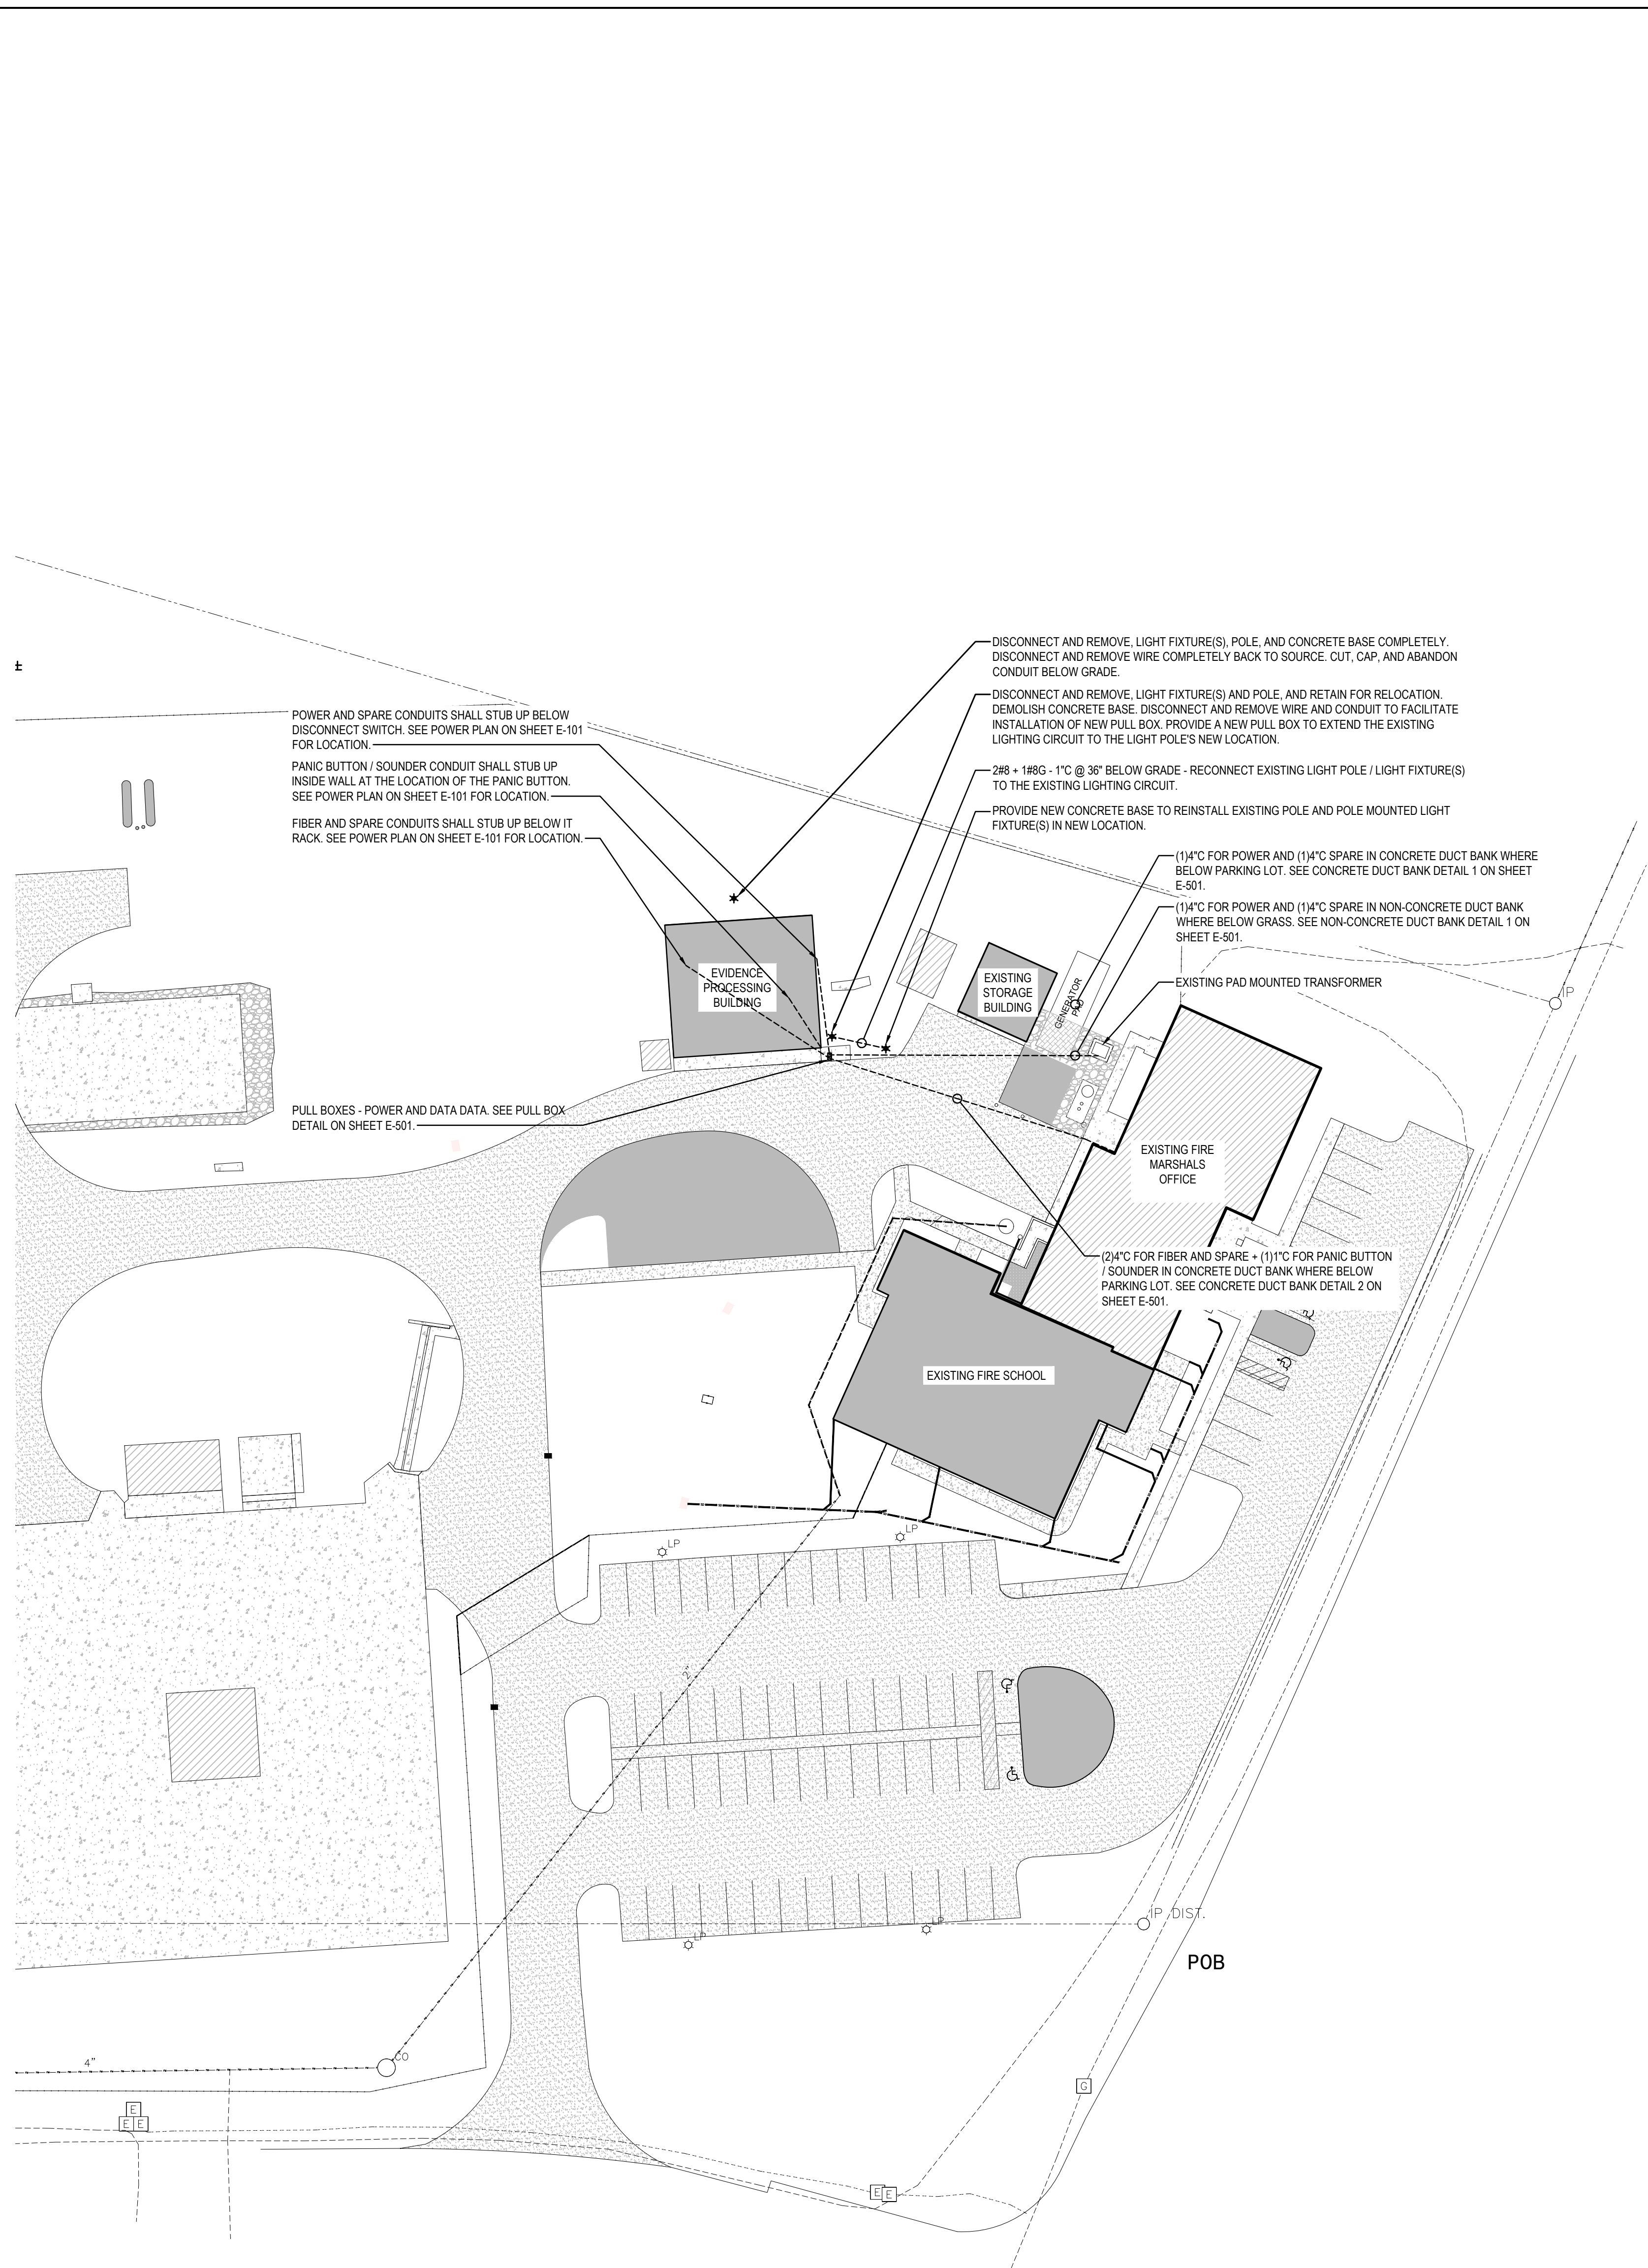 DISCONNECT AND REMOVE, LIGHT FIXTURE(S), POLE, AND CONCRETE BASE COMPLETELY.
DISCONNECT AND REMOVE WIRE COMPLETELY BACK TO SOURCE. CUT, CAP, AND ABANDON
CONDUIT BELOW GRADE.
±
DISCONNECT AND REMOVE, LIGHT FIXTURE(S) AND POLE, AND RETAIN FOR RELOCATION.
DEMOLISH CONCRETE BASE. DISCONNECT AND REMOVE WIRE AND CONDUIT TO FACILITATE
INSTALLATION OF NEW PULL BOX. PROVIDE A NEW PULL BOX TO EXTEND THE EXISTING
LIGHTING CIRCUIT TO THE LIGHT POLE'S NEW LOCATION.
POWER AND SPARE CONDUITS SHALL STUB UP BELOW
DISCONNECT SWITCH. SEE POWER PLAN ON SHEET E-101
FOR LOCATION.
PANIC BUTTON / SOUNDER CONDUIT SHALL STUB UP
INSIDE WALL AT THE LOCATION OF THE PANIC BUTTON.
SEE POWER PLAN ON SHEET E-101 FOR LOCATION.
2#8 + 1#8G - 1"C @ 36" BELOW GRADE - RECONNECT EXISTING LIGHT POLE / LIGHT FIXTURE(S)
TO THE EXISTING LIGHTING CIRCUIT.
PROVIDE NEW CONCRETE BASE TO REINSTALL EXISTING POLE AND POLE MOUNTED LIGHT
FIXTURE(S) IN NEW LOCATION.
FIBER AND SPARE CONDUITS SHALL STUB UP BELOW IT
RACK. SEE POWER PLAN ON SHEET E-101 FOR LOCATION.
(1)4"C FOR POWER AND (1)4"C SPARE IN CONCRETE DUCT BANK WHERE
BELOW PARKING LOT. SEE CONCRETE DUCT BANK DETAIL 1 ON SHEET
E-501.
(1)4"C FOR POWER AND (1)4"C SPARE IN NON-CONCRETE DUCT BANK
WHERE BELOW GRASS. SEE NON-CONCRETE DUCT BANK DETAIL 1 ON
SHEET E-501.
EVIDENCE
PROCESSING
BUILDING
EXISTING
STORAGE
BUILDING
GENERATOR
PAD
EXISTING PAD MOUNTED TRANSFORMER
IP
PULL BOXES - POWER AND DATA DATA. SEE PULL BOX
DETAIL ON SHEET E-501.
EXISTING FIRE
MARSHALS
OFFICE
(2)4"C FOR FIBER AND SPARE + (1)1"C FOR PANIC BUTTON
/ SOUNDER IN CONCRETE DUCT BANK WHERE BELOW
PARKING LOT. SEE CONCRETE DUCT BANK DETAIL 2 ON
SHEET E-501.
EXISTING FIRE SCHOOL
LP
LP
2"
LP
LP
IP DIST.
POB
CO
4"
G
E
E
E
E
E